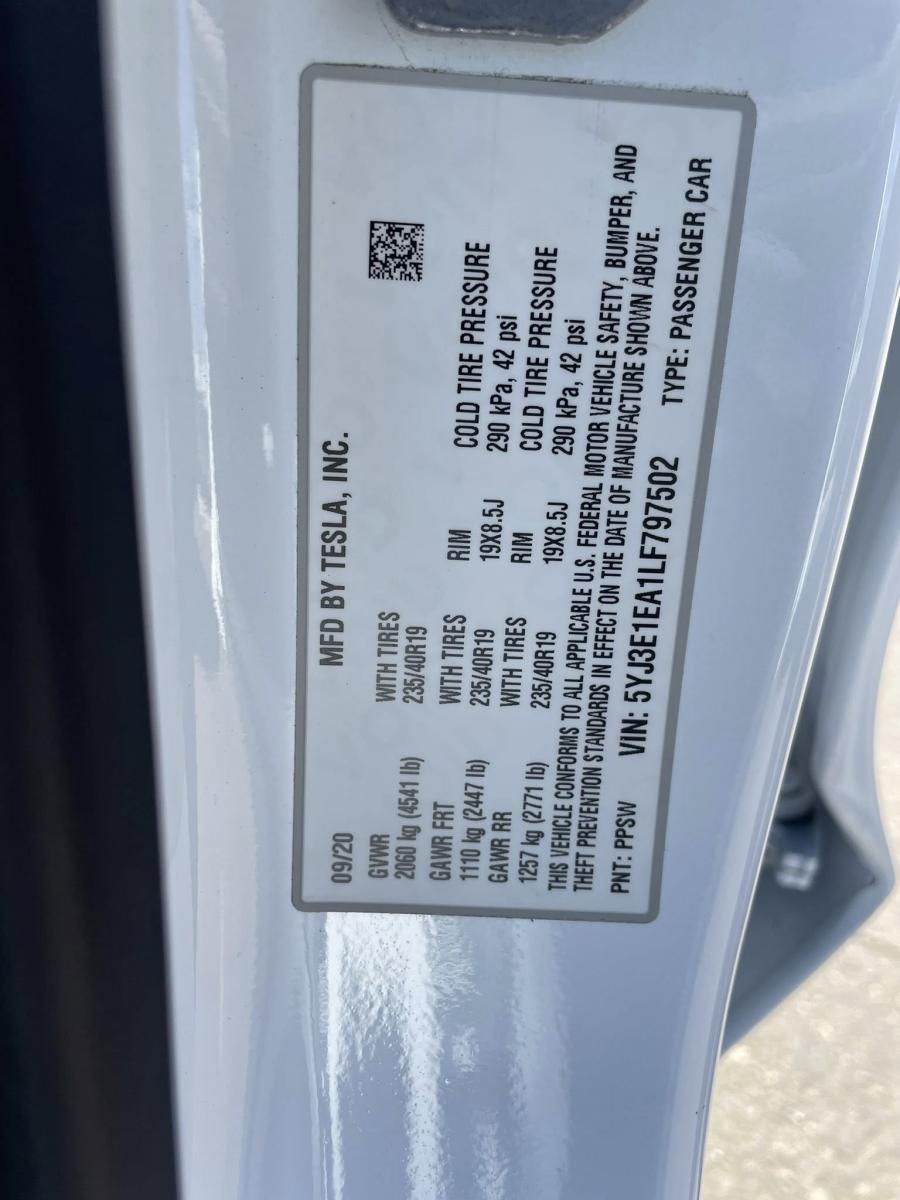 09/20 MFD BY TESLA, INC.
GVWR WITH TIRES
2060 kg (4541 lb) 235/40R19
GAWR FRT WITH TIRES RIM COLD TIRE PRESSURE
1110 kg (2447 lb) 235/40R19 19X8.5J 290 kPa, 42 psi
GAWR RR WITH TIRES RIM COLD TIRE PRESSURE
1257 kg (2771 lb) 235/40R19 19X8.5J 290 kPa, 42 psi
THIS VEHICLE CONFORMS TO ALL APPLICABLE U.S. FEDERAL MOTOR VEHICLE SAFETY, BUMPER, AND
THEFT PREVENTION STANDARDS IN EFFECT ON THE DATE OF MANUFACTURE SHOWN ABOVE.
PNT: PPSW VIN: 5YJ3E1EA1LF797502 TYPE: PASSENGER CAR